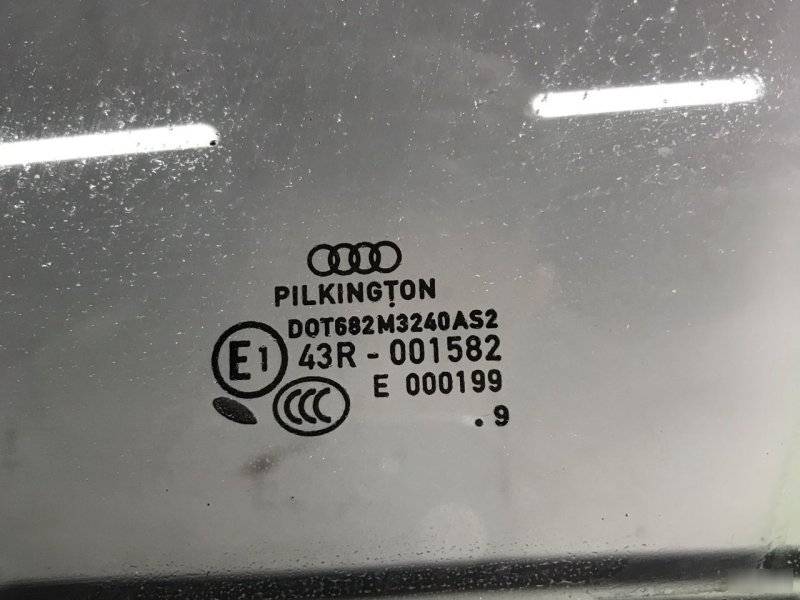 PILKINGTON
DOT682M3240AS2
E1 43R - 001582
CCC E 000199
. 9